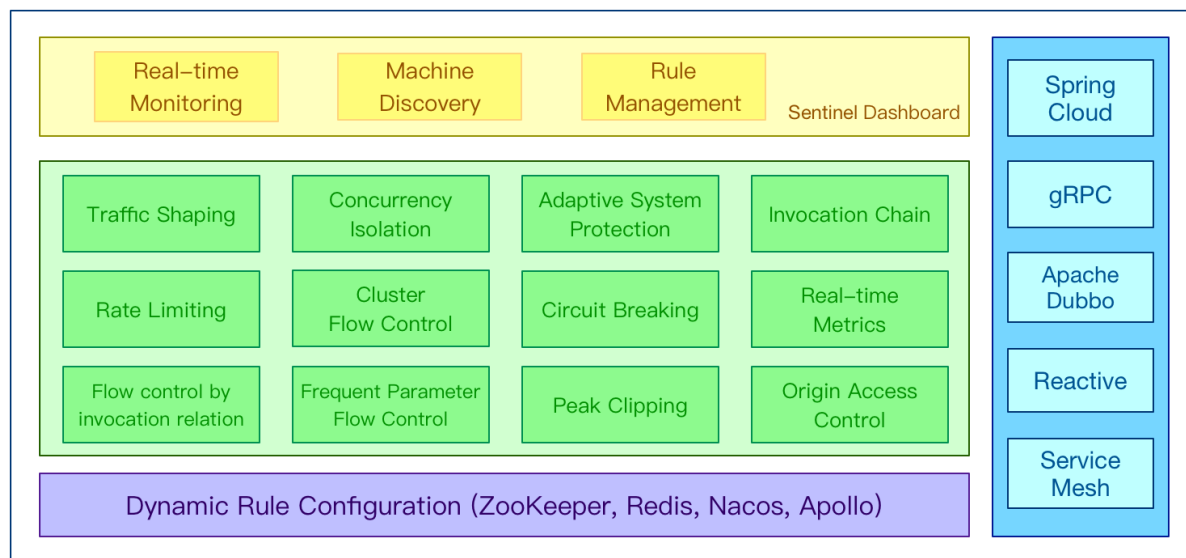 Real-time
Monitoring
Machine
Discovery
Rule
Management
Sentinel Dashboard
Traffic Shaping
Concurrency
Isolation
Adaptive System
Protection
Invocation Chain
Rate Limiting
Cluster
Flow Control
Circuit Breaking
Real-time
Metrics
Flow control by
invocation relation
Frequent Parameter
Flow Control
Peak Clipping
Origin Access
Control
Dynamic Rule Configuration (ZooKeeper, Redis, Nacos, Apollo)
Spring
Cloud
gRPC
Apache
Dubbo
Reactive
Service
Mesh